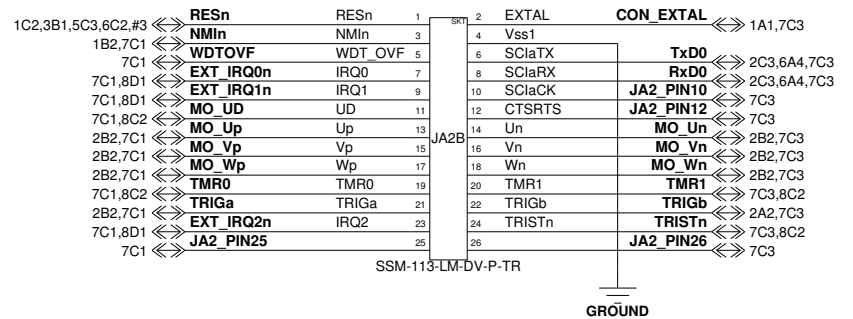 RESn RESn 1 SKT 2 EXTAL CON_EXTAL
1C2,3B1,5C3,6C2,#3 1A1,7C3
NMIn NMIn 3 4 Vss1
1B2,7C1
WDTOVF WDT_OVF 5 6 SCIaTX TxD0
7C1 2C3,6A4,7C3
EXT_IRQ0n IRQ0 7 8 SCIaRX RxD0
7C1,8D1 2C3,6A4,7C3
EXT_IRQ1n IRQ1 9 10 SCIaCK JA2_PIN10
7C1,8D1 7C3
MO_UD UD 11 12 CTSRTS JA2_PIN12
7C1,8C2 7C3
MO_Up Up 13 JA2B 14 Un MO_Un
2B2,7C1 2B2,7C3
MO_Vp Vp 15 16 Vn MO_Vn
2B2,7C1 2B2,7C3
MO_Wp Wp 17 18 Wn MO_Wn
2B2,7C1 2B2,7C3
TMR0 TMR0 19 20 TMR1 TMR1
7C1,8C2 7C3,8C2
TRIGa TRIGa 21 22 TRIGb TRIGb
2B2,7C1 2A2,7C3
EXT_IRQ2n IRQ2 23 24 TRISTn TRISTn
7C1,8D1 7C3,8C2
JA2_PIN25 25 26 JA2_PIN26
7C1 7C3
SSM-113-LM-DV-P-TR
GROUND